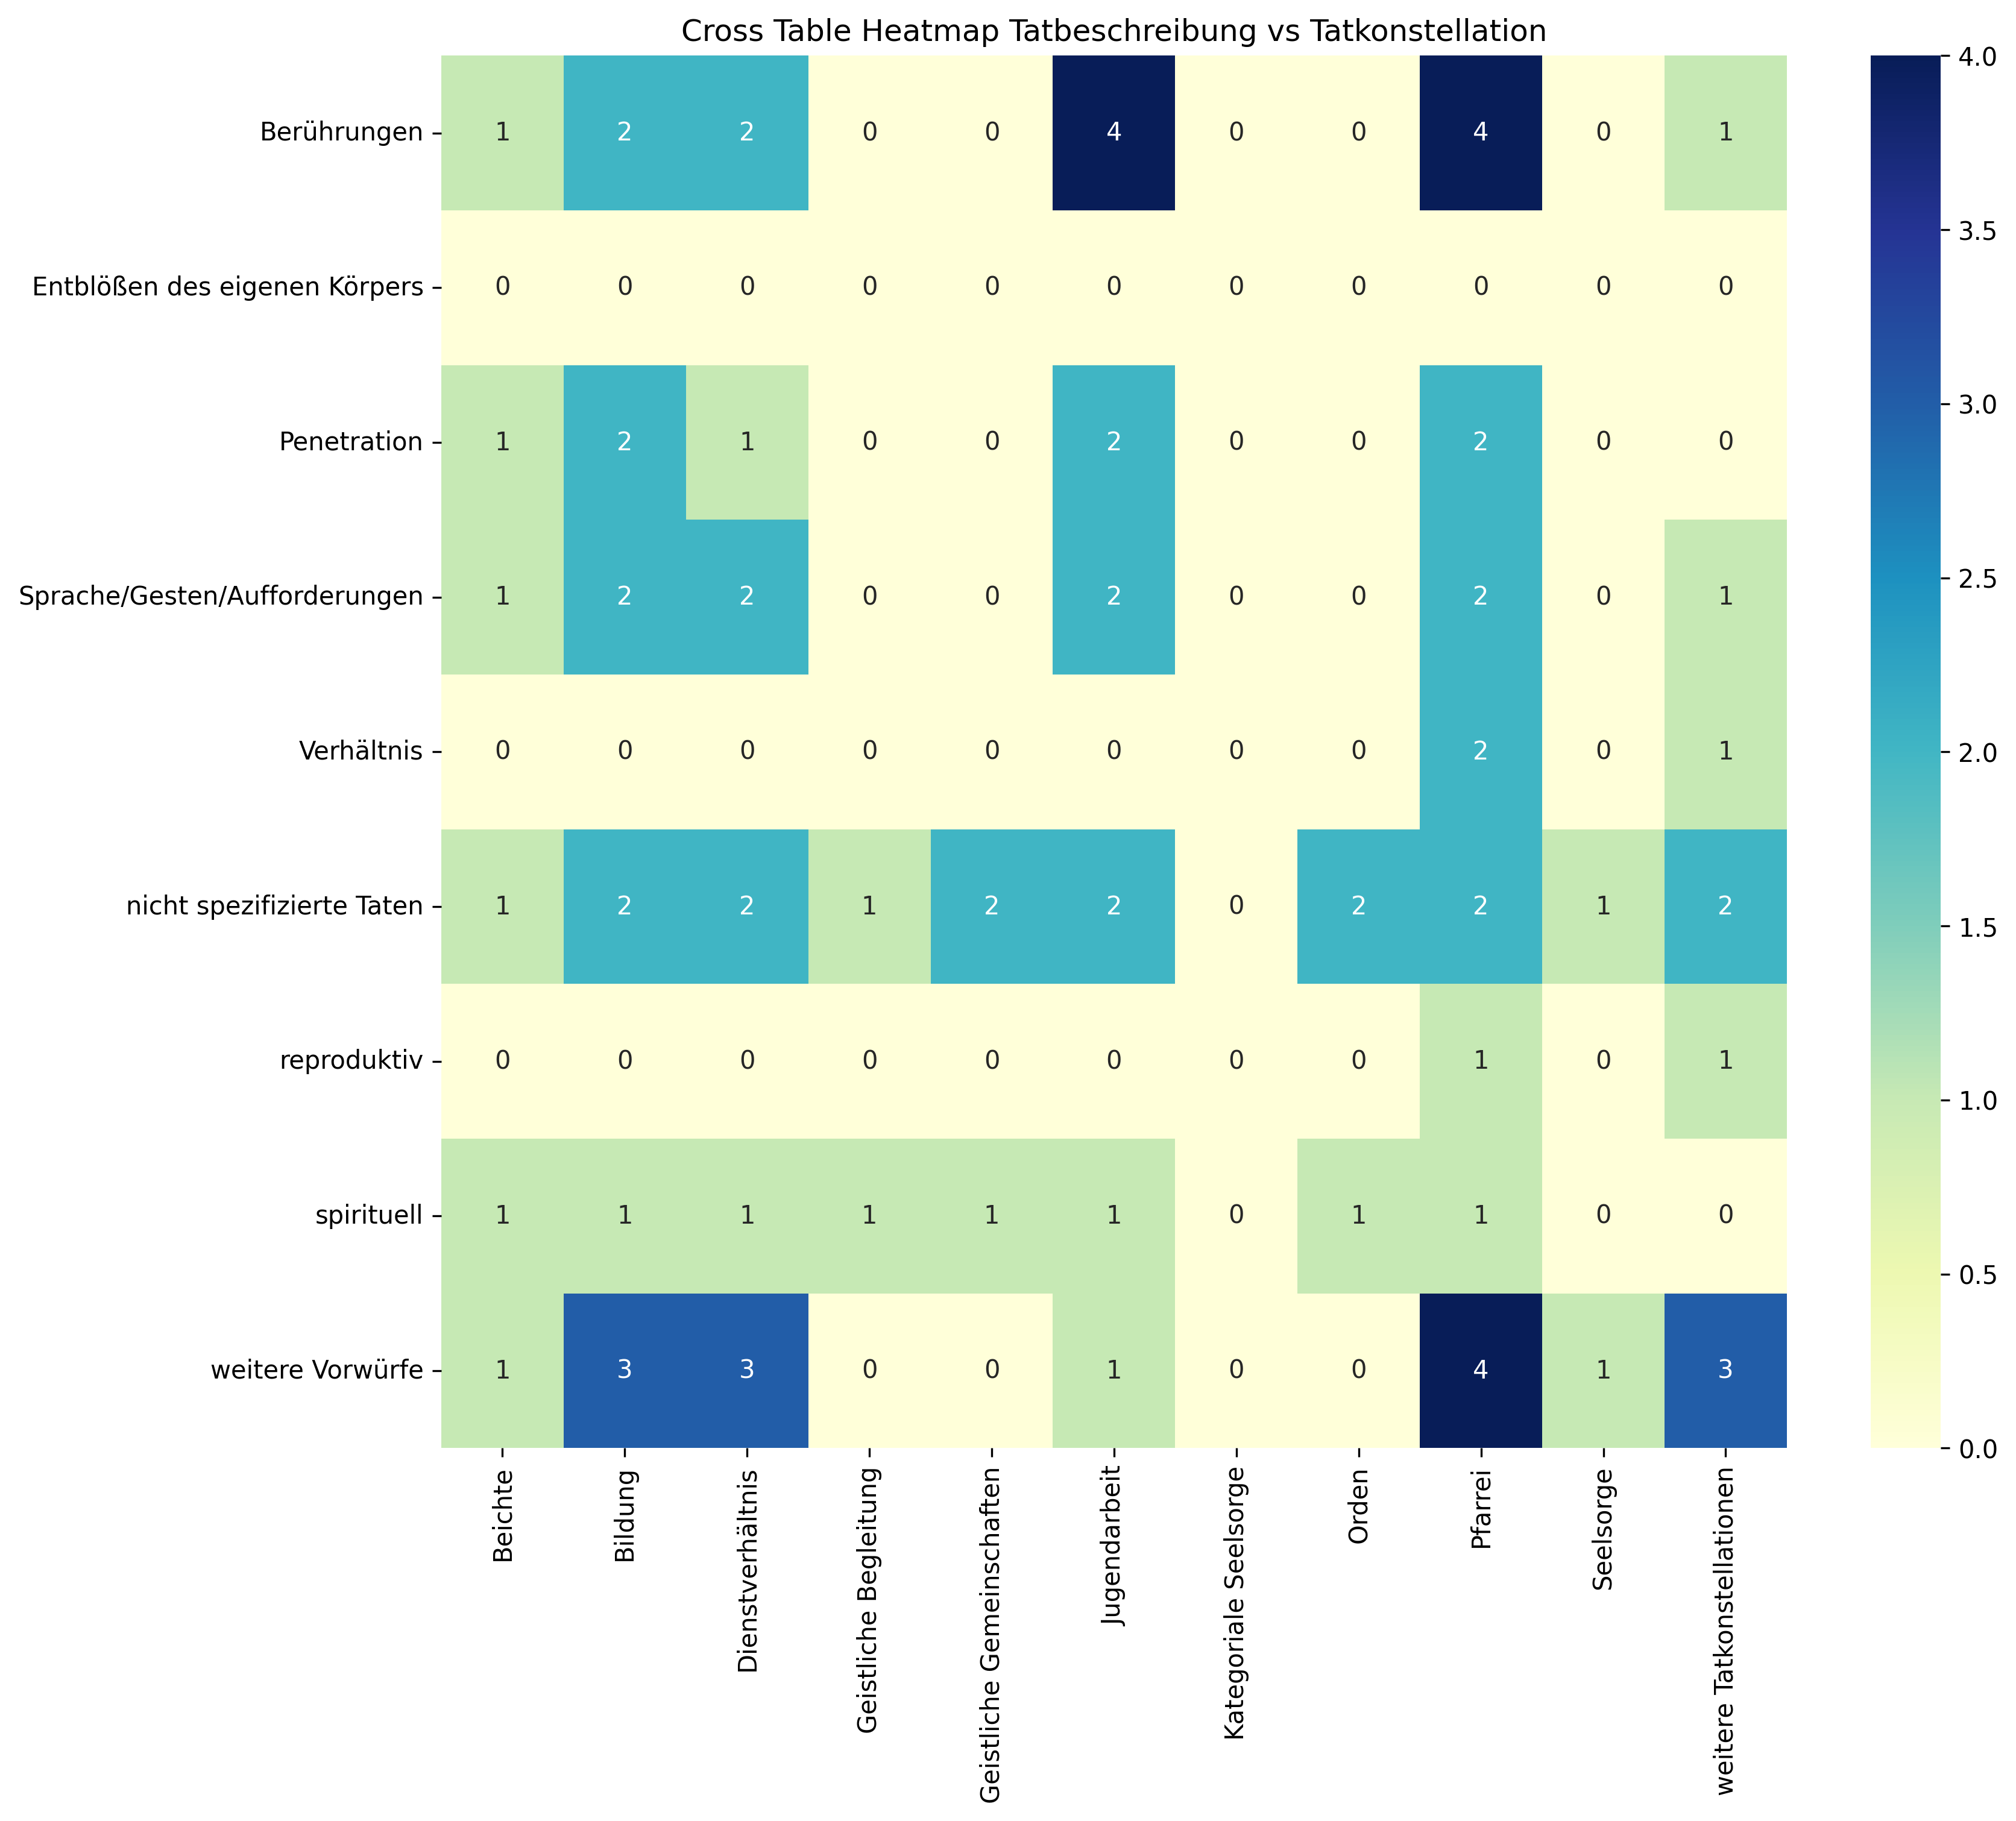 Cross Table Heatmap Tatbeschreibung vs Tatkonstellation
Berührungen 1 2 2 0 0 4 0 0 4 0 1
Entblößen des eigenen Körpers 0 0 0 0 0 0 0 0 0 0 0
Penetration 1 2 1 0 0 2 0 0 2 0 0
Sprache/Gesten/Aufforderungen 1 2 2 0 0 2 0 0 2 0 1
Verhältnis 0 0 0 0 0 0 0 0 2 0 1
nicht spezifizierte Taten 1 2 2 1 2 2 0 2 2 1 2
reproduktiv 0 0 0 0 0 0 0 0 1 0 1
spirituell 1 1 1 1 1 1 0 1 1 0 0
weitere Vorwürfe 1 3 3 0 0 1 0 0 4 1 3
Beichte
Bildung
Dienstverhältnis
Geistliche Begleitung
Geistliche Gemeinschaften
Jugendarbeit
Kategoriale Seelsorge
Orden
Pfarrei
Seelsorge
weitere Tatkonstellationen
4.0
3.5
3.0
2.5
2.0
1.5
1.0
0.5
0.0